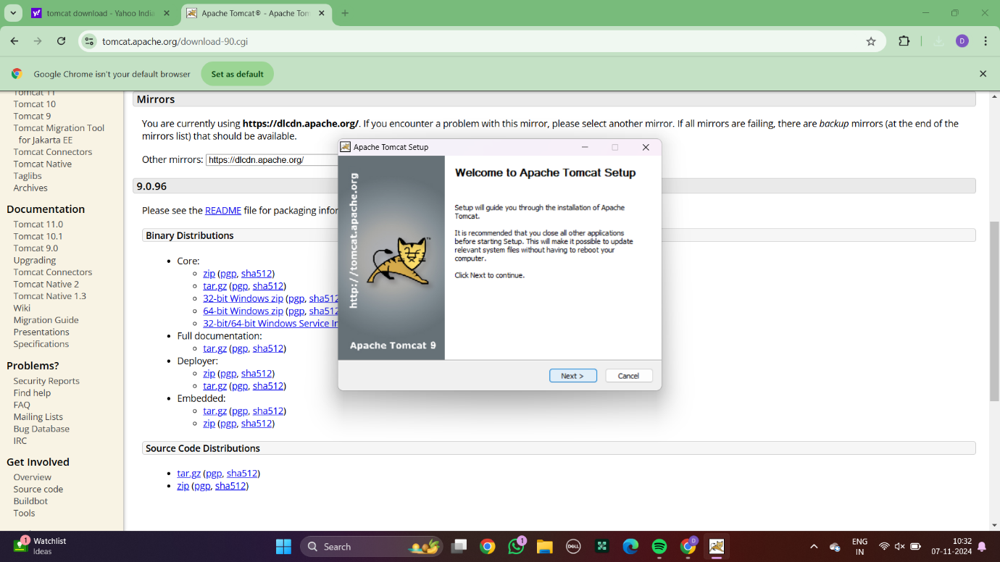 tomcat download - Yahoo India
Apache Tomcat® - Apache Tom
tomcat.apache.org/download-90.cgi
D
Google Chrome isn't your default browser
Set as default
Tomcat 11
Tomcat 10
Tomcat 9
Tomcat Migration Tool
for Jakarta EE
Tomcat Connectors
Tomcat Native
Taglibs
Archives
Documentation
Tomcat 11.0
Tomcat 10.1
Tomcat 9.0
Upgrading
Tomcat Connectors
Tomcat Native 2
Tomcat Native 1.3
Wiki
Migration Guide
Presentations
Specifications
Problems?
Security Reports
Find help
FAQ
Mailing Lists
Bug Database
IRC
Get Involved
Overview
Source code
Buildbot
Tools
Mirrors
You are currently using https://dlcdn.apache.org/. If you encounter a problem with this mirror, please select another mirror. If all mirrors are failing, there are backup mirrors (at the end of the
mirrors list) that should be available.
Other mirrors: https://dlcdn.apache.org/
9.0.96
Please see the README file for packaging infor
Binary Distributions
Core:
zip (pgp, sha512)
tar.gz (pgp, sha512)
32-bit Windows zip (pgp, sha512
64-bit Windows zip (pgp, sha512
32-bit/64-bit Windows Service In
Full documentation:
tar.gz (pgp, sha512)
Deployer:
zip (pgp, sha512)
tar.gz (pgp, sha512)
Embedded:
tar.gz (pgp, sha512)
zip (pgp, sha512)
Source Code Distributions
tar.gz (pgp, sha512)
zip (pgp, sha512)
Apache Tomcat Setup
http://tomcat.apache.org
TM
Apache Tomcat 9
Welcome to Apache Tomcat Setup
Setup will guide you through the installation of Apache
Tomcat.
It is recommended that you close all other applications
before starting Setup. This will make it possible to update
relevant system files without having to reboot your
computer.
Click Next to continue.
Next >
Cancel
1
Watchlist
Ideas
Search
1
DELL
D
ENG
IN
10:32
07-11-2024